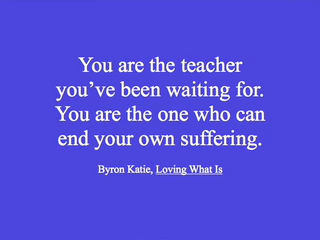 You are the teacher
you’ve been waiting for.
You are the one who can
end your own suffering.
Byron Katie, Loving What Is